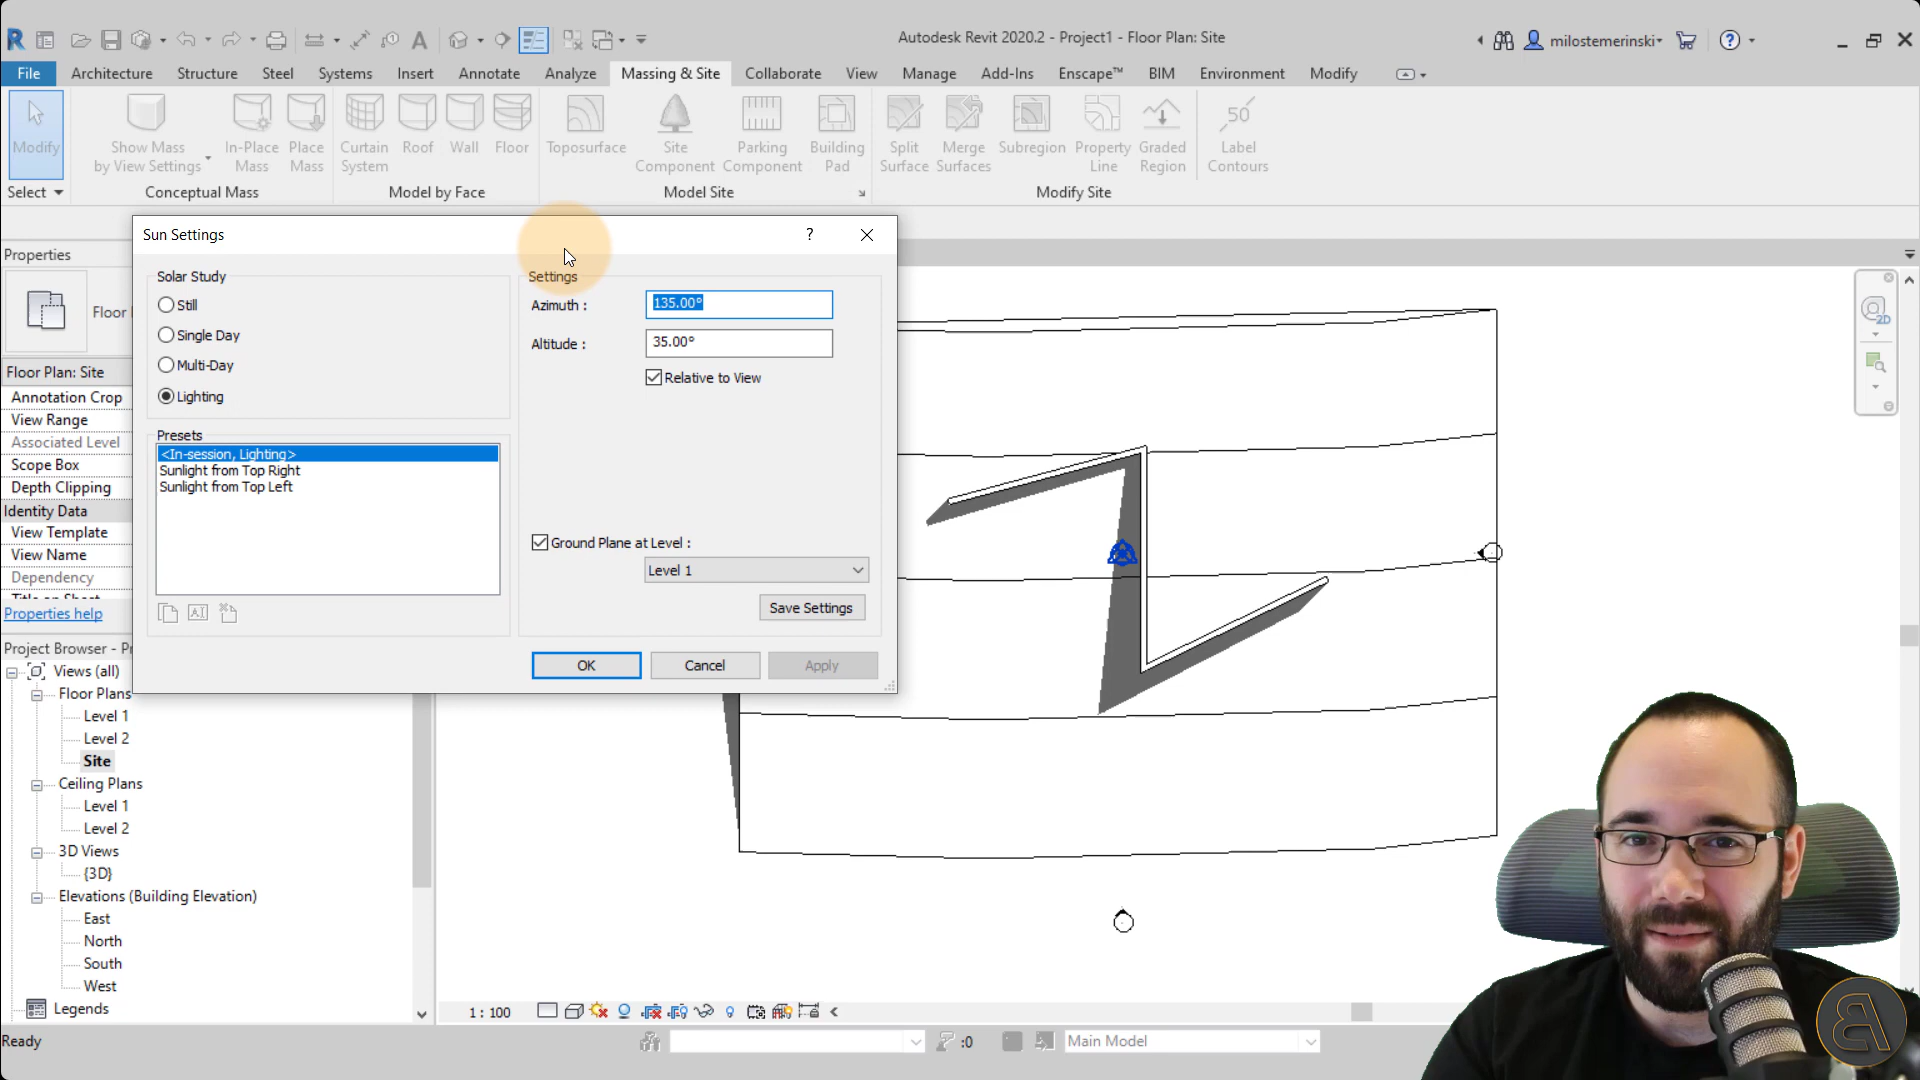 Autodesk Revit 2020.2 - Project1 - Floor Plan: Site
milostemerinski
File Architecture Structure Steel Systems Insert Annotate Analyze Massing & Site Collaborate View Manage Add-Ins Enscape™ BIM Environment Modify
Modify
Show Mass
by View Settings
In-Place
Mass
Place
Mass
Curtain
System
Roof
Wall
Floor
Toposurface
Site
Component
Parking
Component
Building
Pad
Split
Surface
Merge
Surfaces
Subregion
Property
Line
Graded
Region
50
Label
Contours
Select
Conceptual Mass
Model by Face
Model Site
Modify Site
Sun Settings
?
Solar Study
Still
Single Day
Multi-Day
Lighting
Presets
<In-session, Lighting>
Sunlight from Top Right
Sunlight from Top Left
Settings
Azimuth :
135.00°
Altitude :
35.00°
Relative to View
Ground Plane at Level :
Level 1
Save Settings
OK
Cancel
Apply
Properties
Floor
Floor Plan: Site
Annotation Crop
View Range
Associated Level
Scope Box
Depth Clipping
Identity Data
View Template
View Name
Dependency
Title on Sheet
Properties help
Project Browser - Pr
Views (all)
Floor Plans
Level 1
Level 2
Site
Ceiling Plans
Level 1
Level 2
3D Views
{3D}
Elevations (Building Elevation)
East
North
South
West
Legends
2D
1 : 100
Ready
:0
Main Model